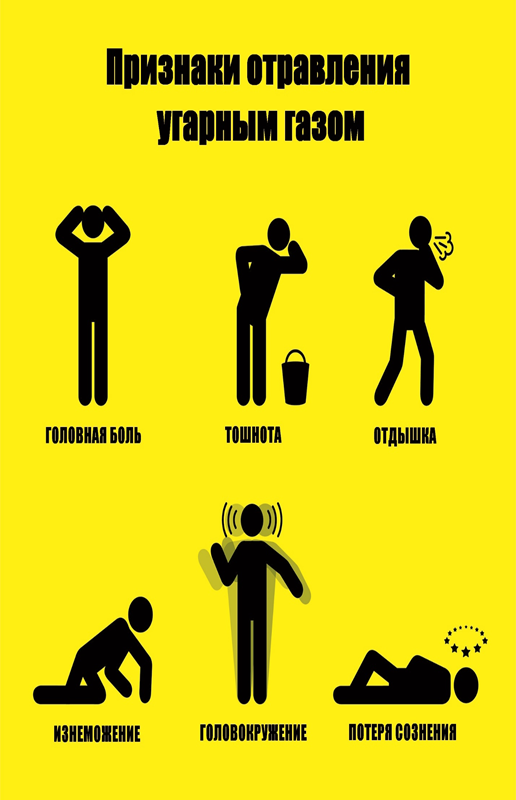 Признаки отравления
угарным газом
ГОЛОВНАЯ БОЛЬ
ТОШНОТА
ОТДЫШКА
ИЗНЕМОЖЕНИЕ
ГОЛОВОКРУЖЕНИЕ
ПОТЕРЯ СОЗНЕНИЯ